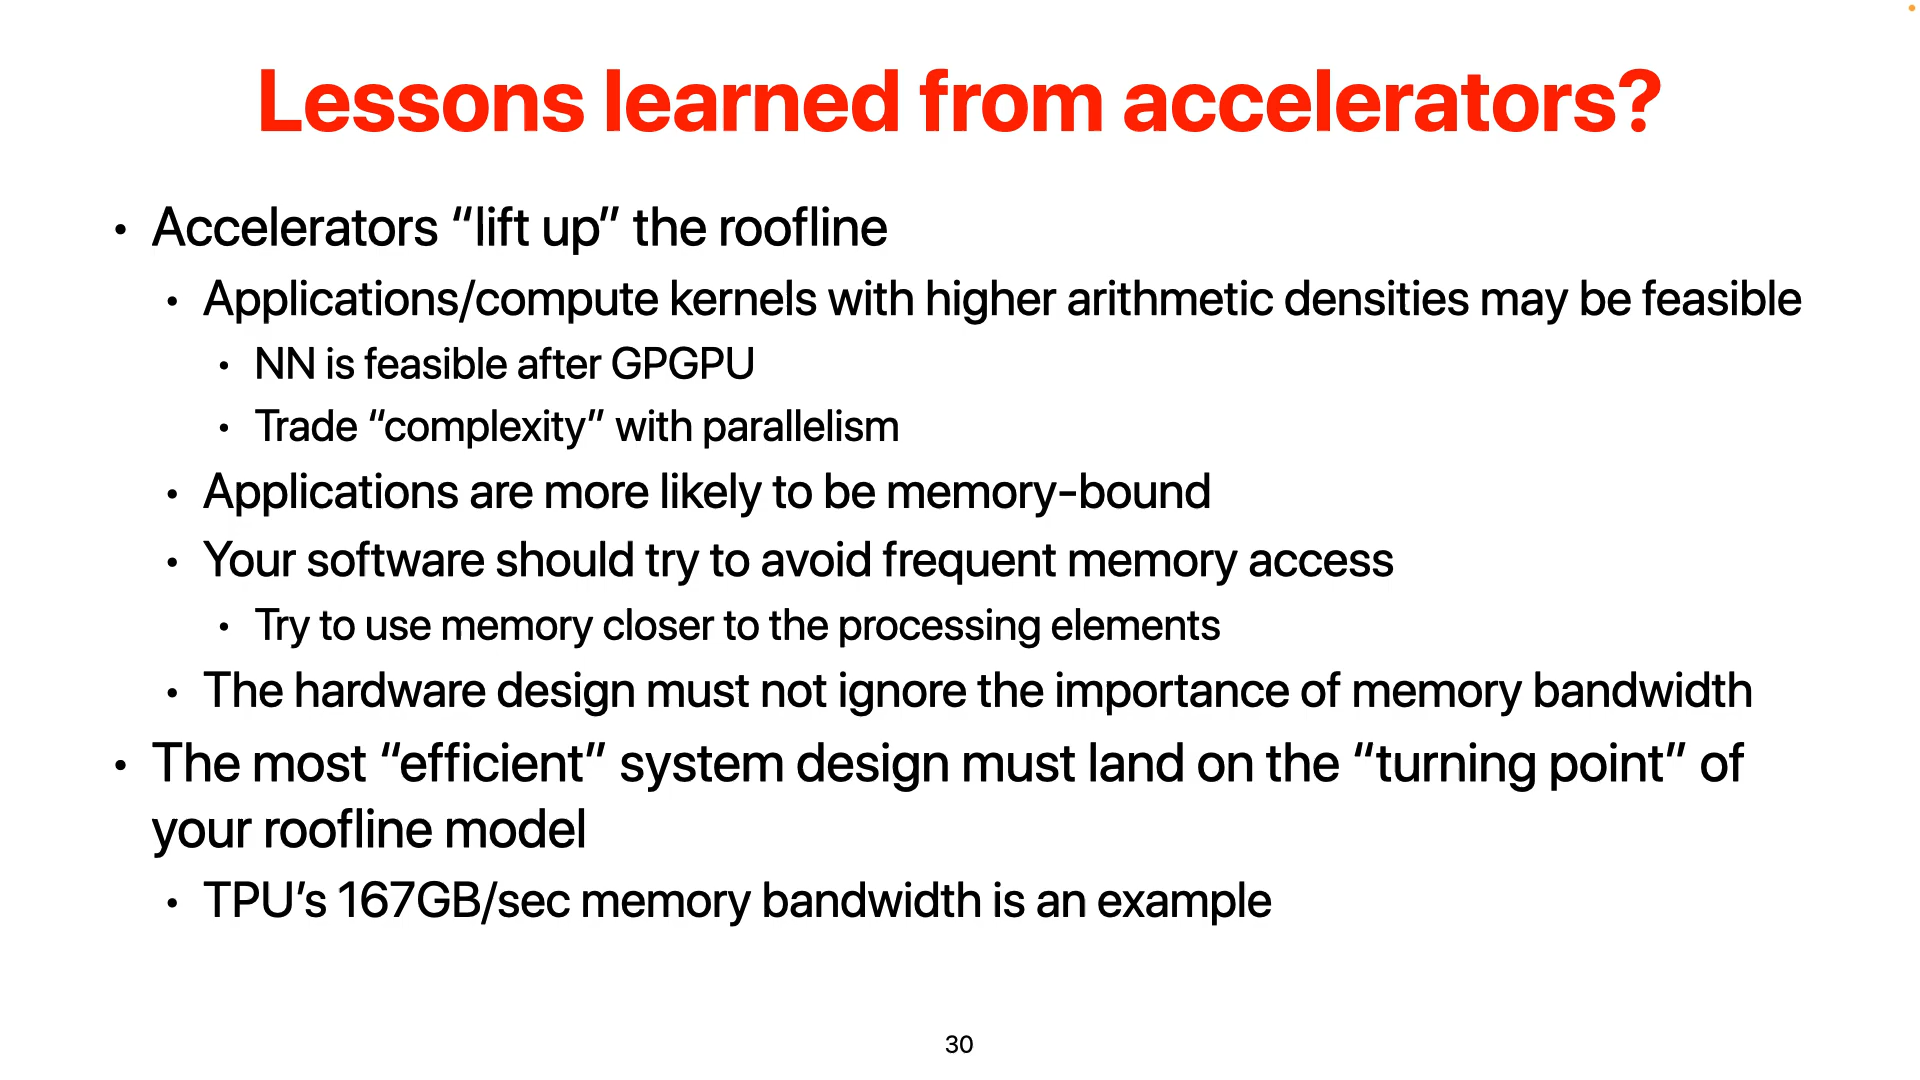 Lessons learned from accelerators?
• Accelerators “lift up” the roofline
• Applications/compute kernels with higher arithmetic densities may be feasible
• NN is feasible after GPGPU
• Trade “complexity” with parallelism
• Applications are more likely to be memory-bound
• Your software should try to avoid frequent memory access
• Try to use memory closer to the processing elements
• The hardware design must not ignore the importance of memory bandwidth
• The most “efficient” system design must land on the “turning point” of
your roofline model
• TPU’s 167GB/sec memory bandwidth is an example
30